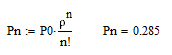 Pn := P0·ρ^n/n!   Pn = 0.285